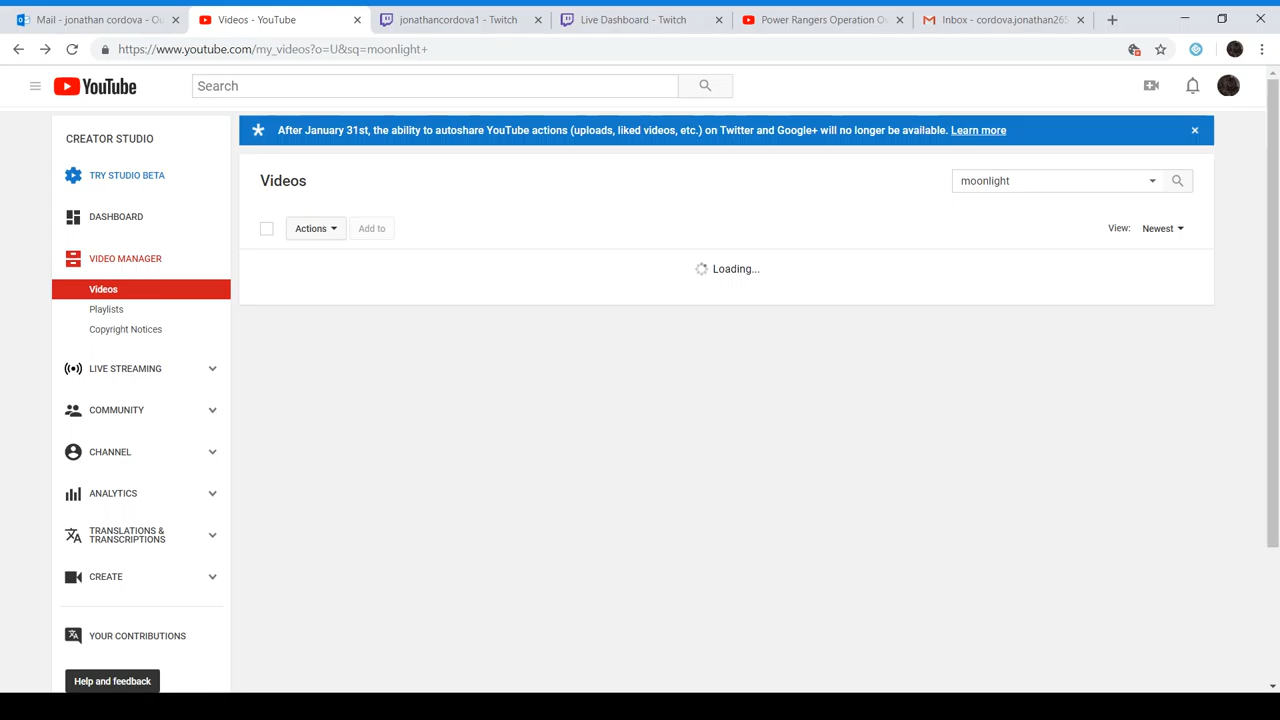 Mail - jonathan cordova - Ou
Videos - YouTube
jonathancordova1 - Twitch
Live Dashboard - Twitch
Power Rangers Operation Ov
Inbox - cordova.jonathan265
https://www.youtube.com/my_videos?o=U&sq=moonlight+
YouTube
Search
CREATOR STUDIO
TRY STUDIO BETA
DASHBOARD
VIDEO MANAGER
Videos
Playlists
Copyright Notices
LIVE STREAMING
COMMUNITY
CHANNEL
ANALYTICS
TRANSLATIONS &
TRANSCRIPTIONS
CREATE
YOUR CONTRIBUTIONS
Help and feedback
After January 31st, the ability to autoshare YouTube actions (uploads, liked videos, etc.) on Twitter and Google+ will no longer be available. Learn more
Videos
moonlight
Actions
Add to
View:
Newest
Loading...